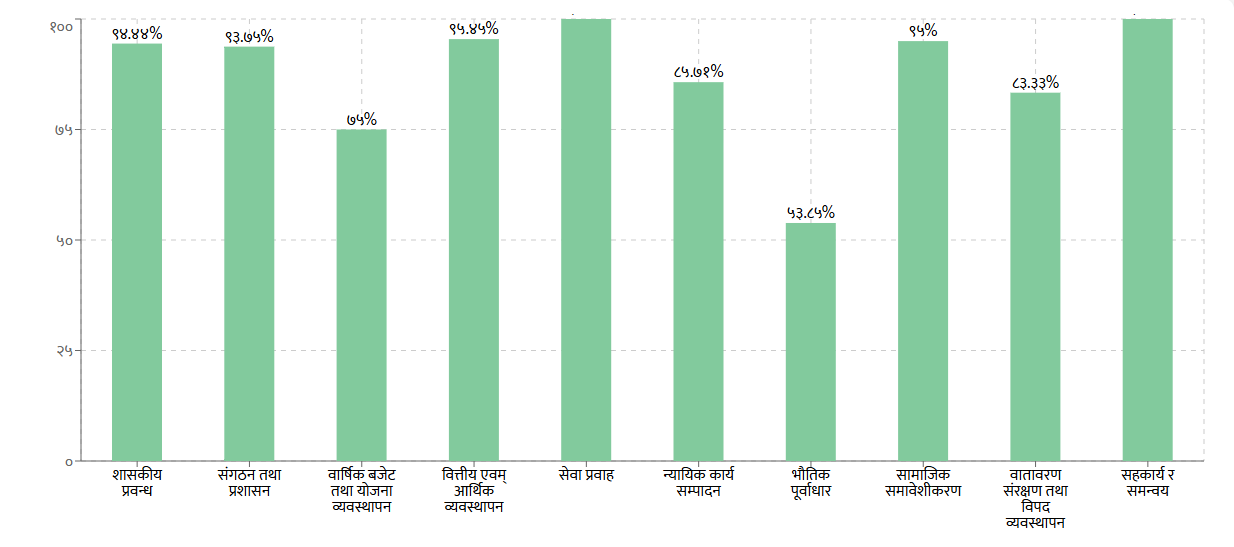 १००
७५
५०
२५
०
९४.४४%
९३.७५%
७५%
९५.४५%
८५.७१%
५३.८५%
९५%
८३.३३%
शासकीय
प्रवन्ध
संगठन तथा
प्रशासन
वार्षिक बजेट
तथा योजना
व्यवस्थापन
वित्तीय एवम्
आर्थिक
व्यवस्थापन
सेवा प्रवाह
न्यायिक कार्य
सम्पादन
भौतिक
पूर्वाधार
सामाजिक
समावेशीकरण
वातावरण
संरक्षण तथा
विपद
व्यवस्थापन
सहकार्य र
समन्वय